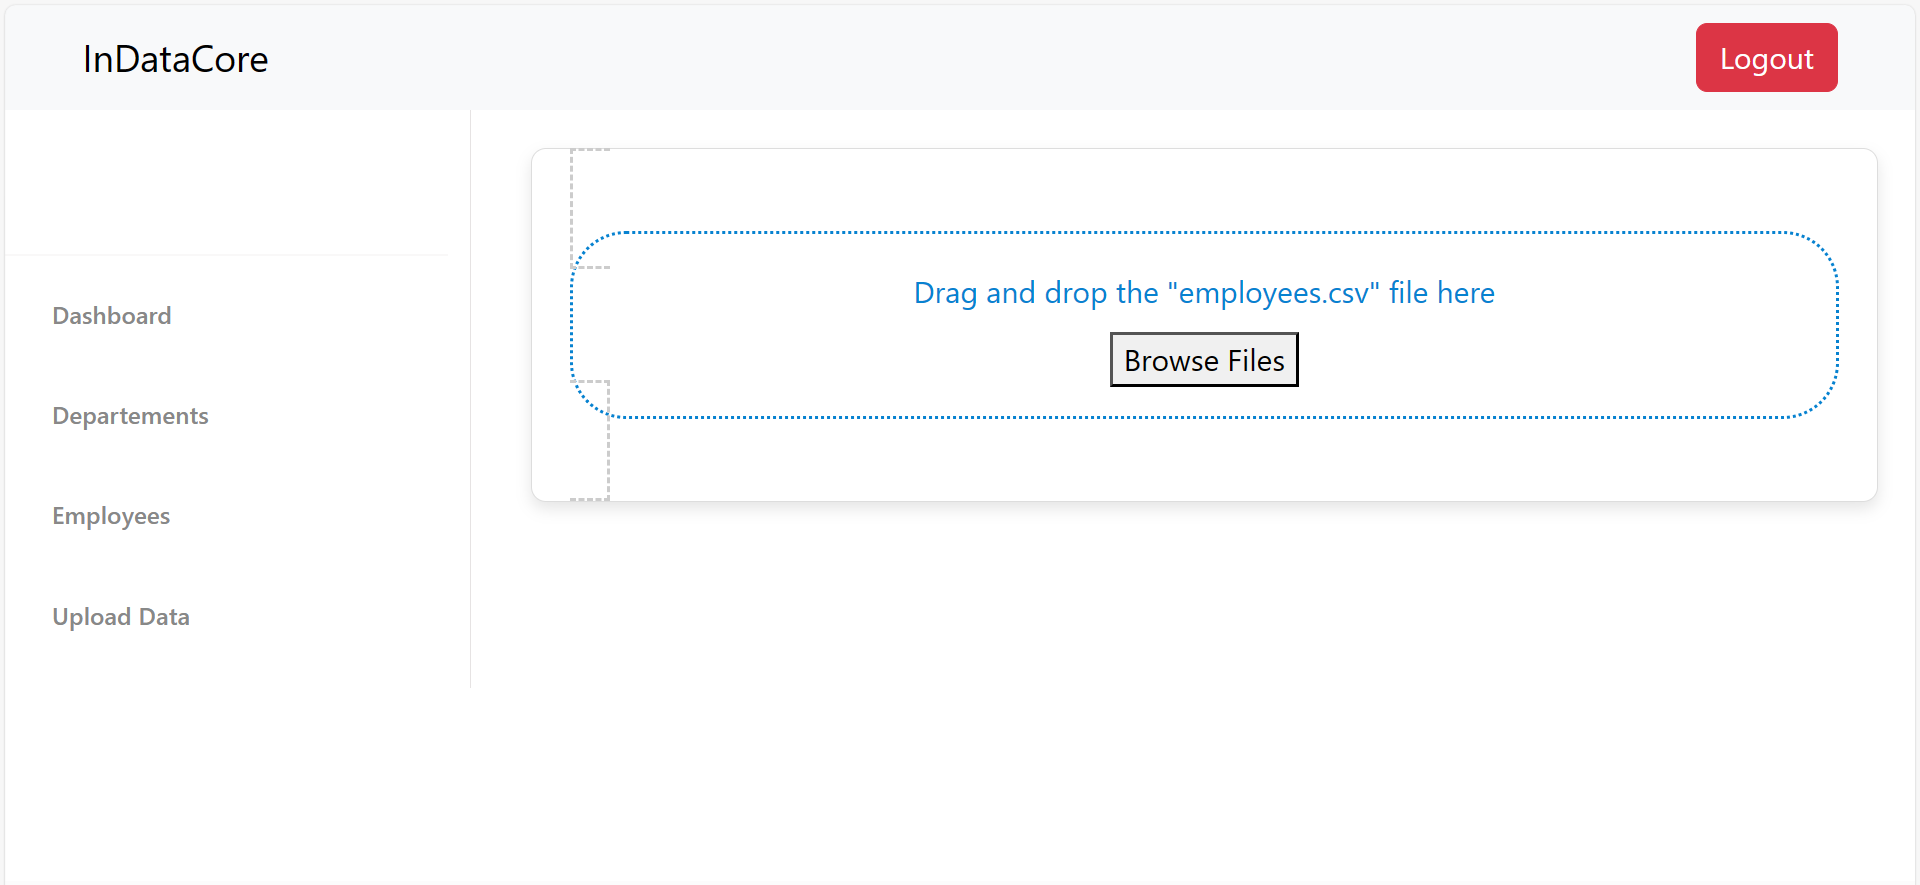 InDataCore
Logout
Dashboard
Departements
Employees
Upload Data
Drag and drop the "employees.csv" file here
Browse Files